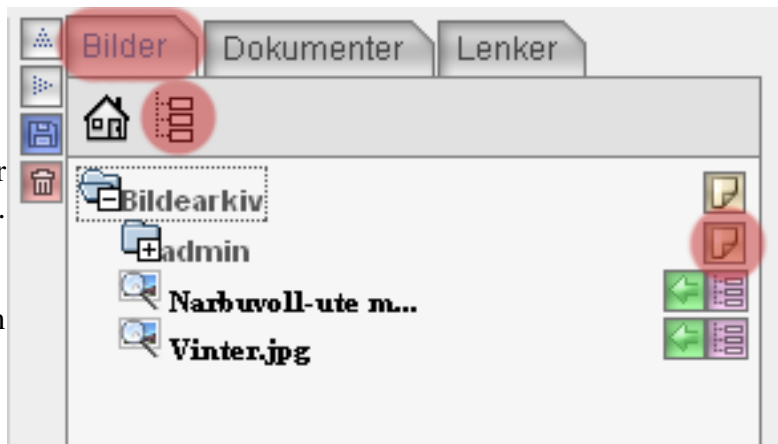 Bilder Dokumenter Lenker
r
.
Bildearkiv
admin
Narbuvoll-ute m...
n
Vinter.jpg